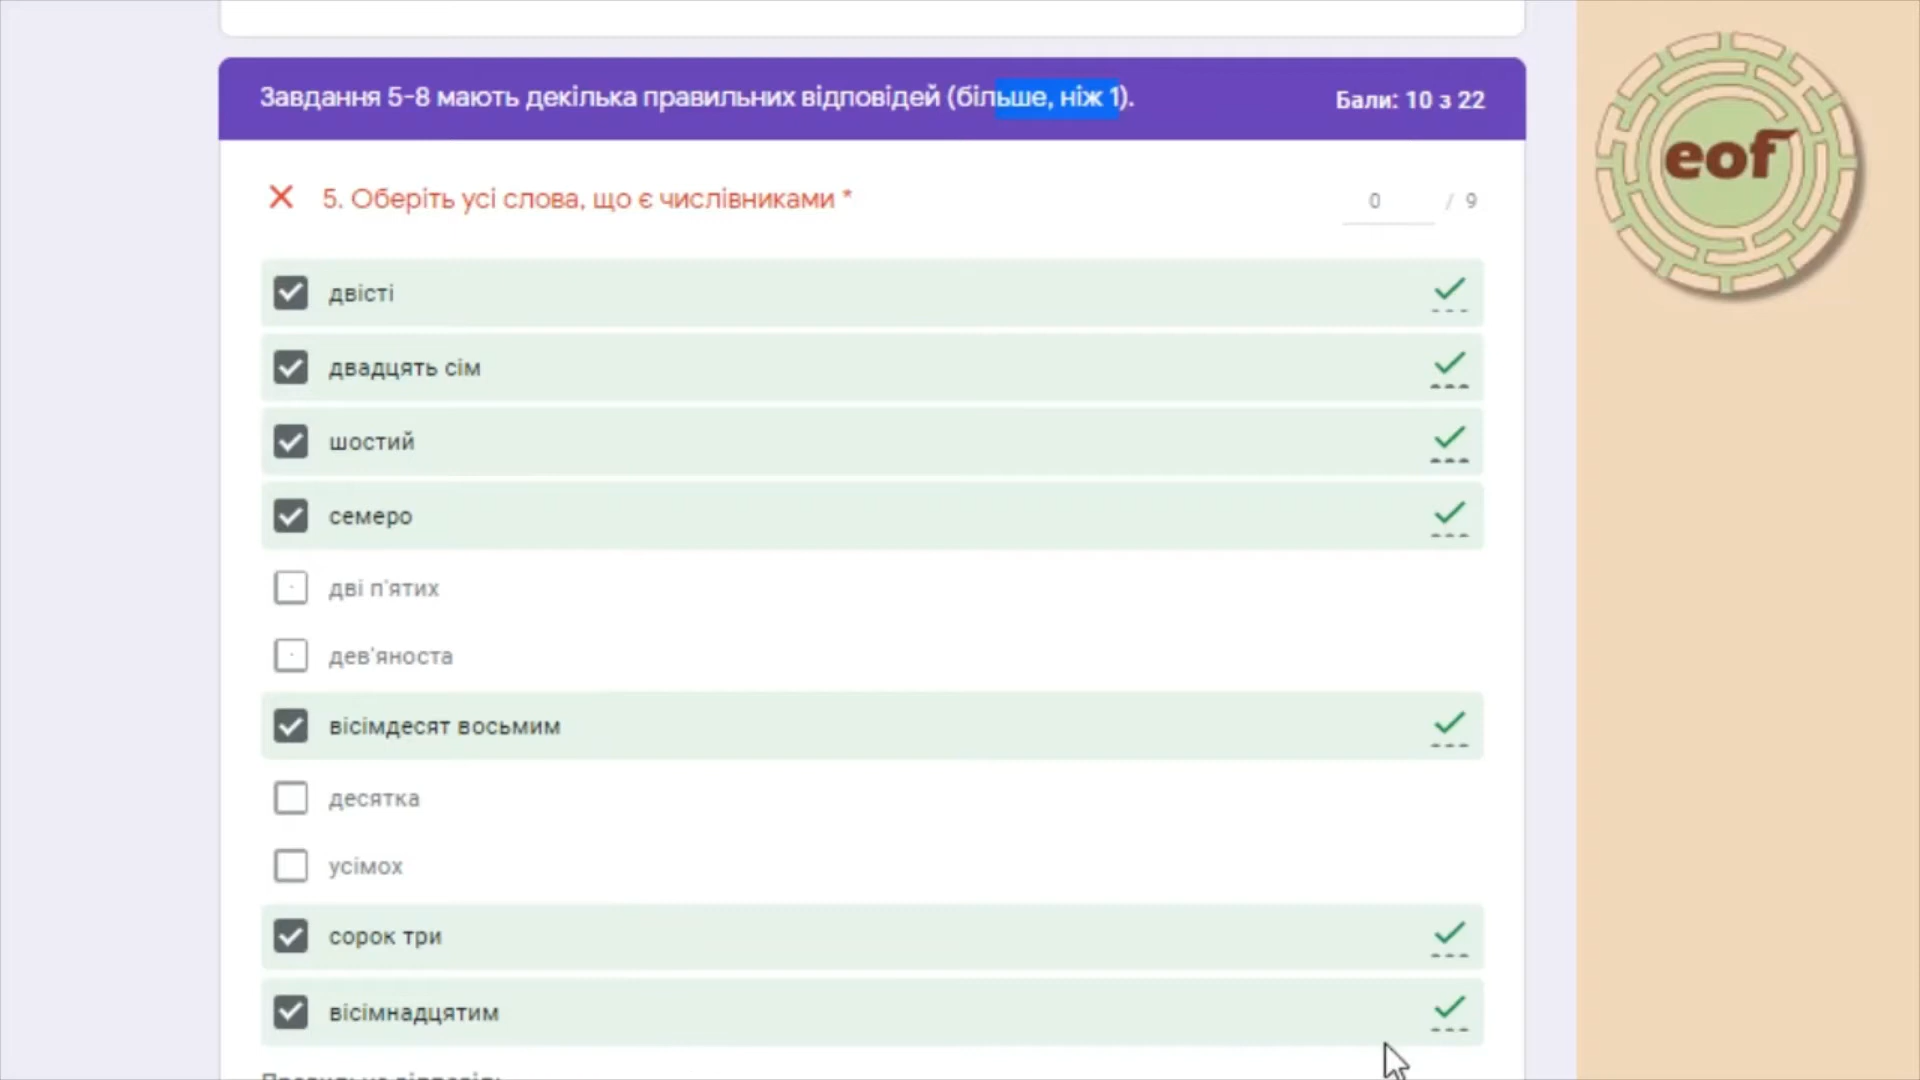 Завдання 5-8 мають декілька правильних відповідей (більше, ніж 1).
Бали: 10 з 22
5. Оберіть усі слова, що є числівниками *
0 / 9
двісті
двадцять сім
шостий
семеро
дві п'ятих
дев'яноста
вісімдесят восьмим
десятка
усімох
сорок три
вісімнадцятим
eof